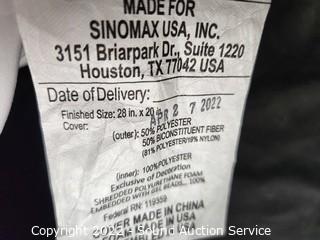 MADE FOR
SINOMAX USA, INC.
3151 Briarpark Dr., Suite 1220
Houston, TX 77042 USA
Date of Delivery:
APR 27 2022
Finished Size: 28 in. x 20 in.
Cover:
(outer): 50% POLYESTER
50% BICONSTITUENT FIBER
(81% POLYESTER/19% NYLON)
(inner): 100% POLYESTER
Exclusive of Decoration
SHREDDED POLYURETHANE FOAM
EMBEDDED WITH GEL BEADS... 100%
Federal RN: 119359
MADE IN CHINA
IN USA
Copyright 2022 - Sound Auction Service